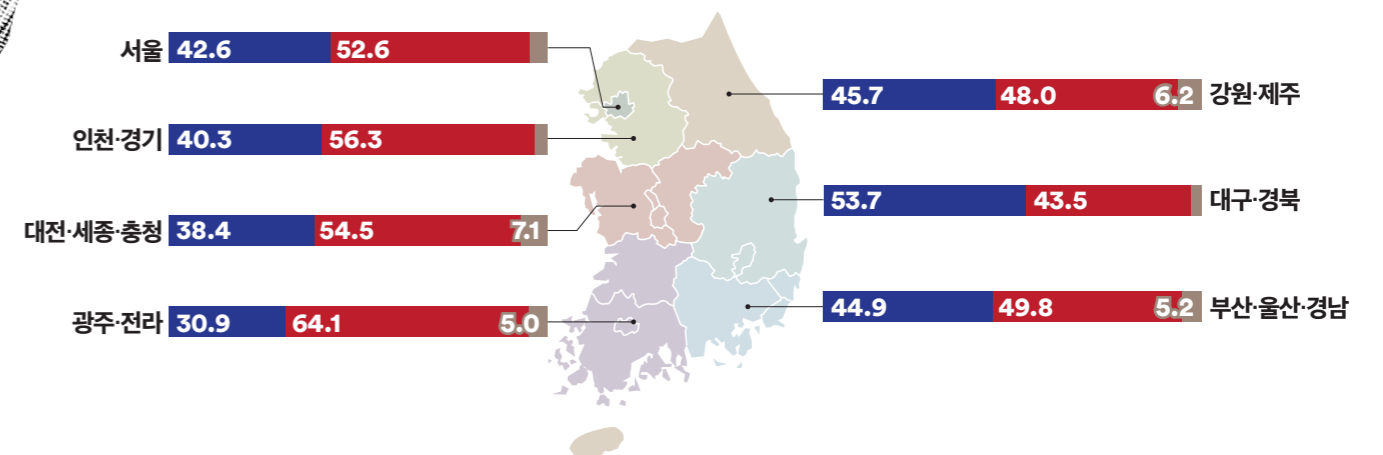 서울 42.6 52.6
인천·경기 40.3 56.3
대전·세종·충청 38.4 54.5 7.1
광주·전라 30.9 64.1 5.0
45.7 48.0 6.2 강원·제주
53.7 43.5 대구·경북
44.9 49.8 5.2 부산·울산·경남